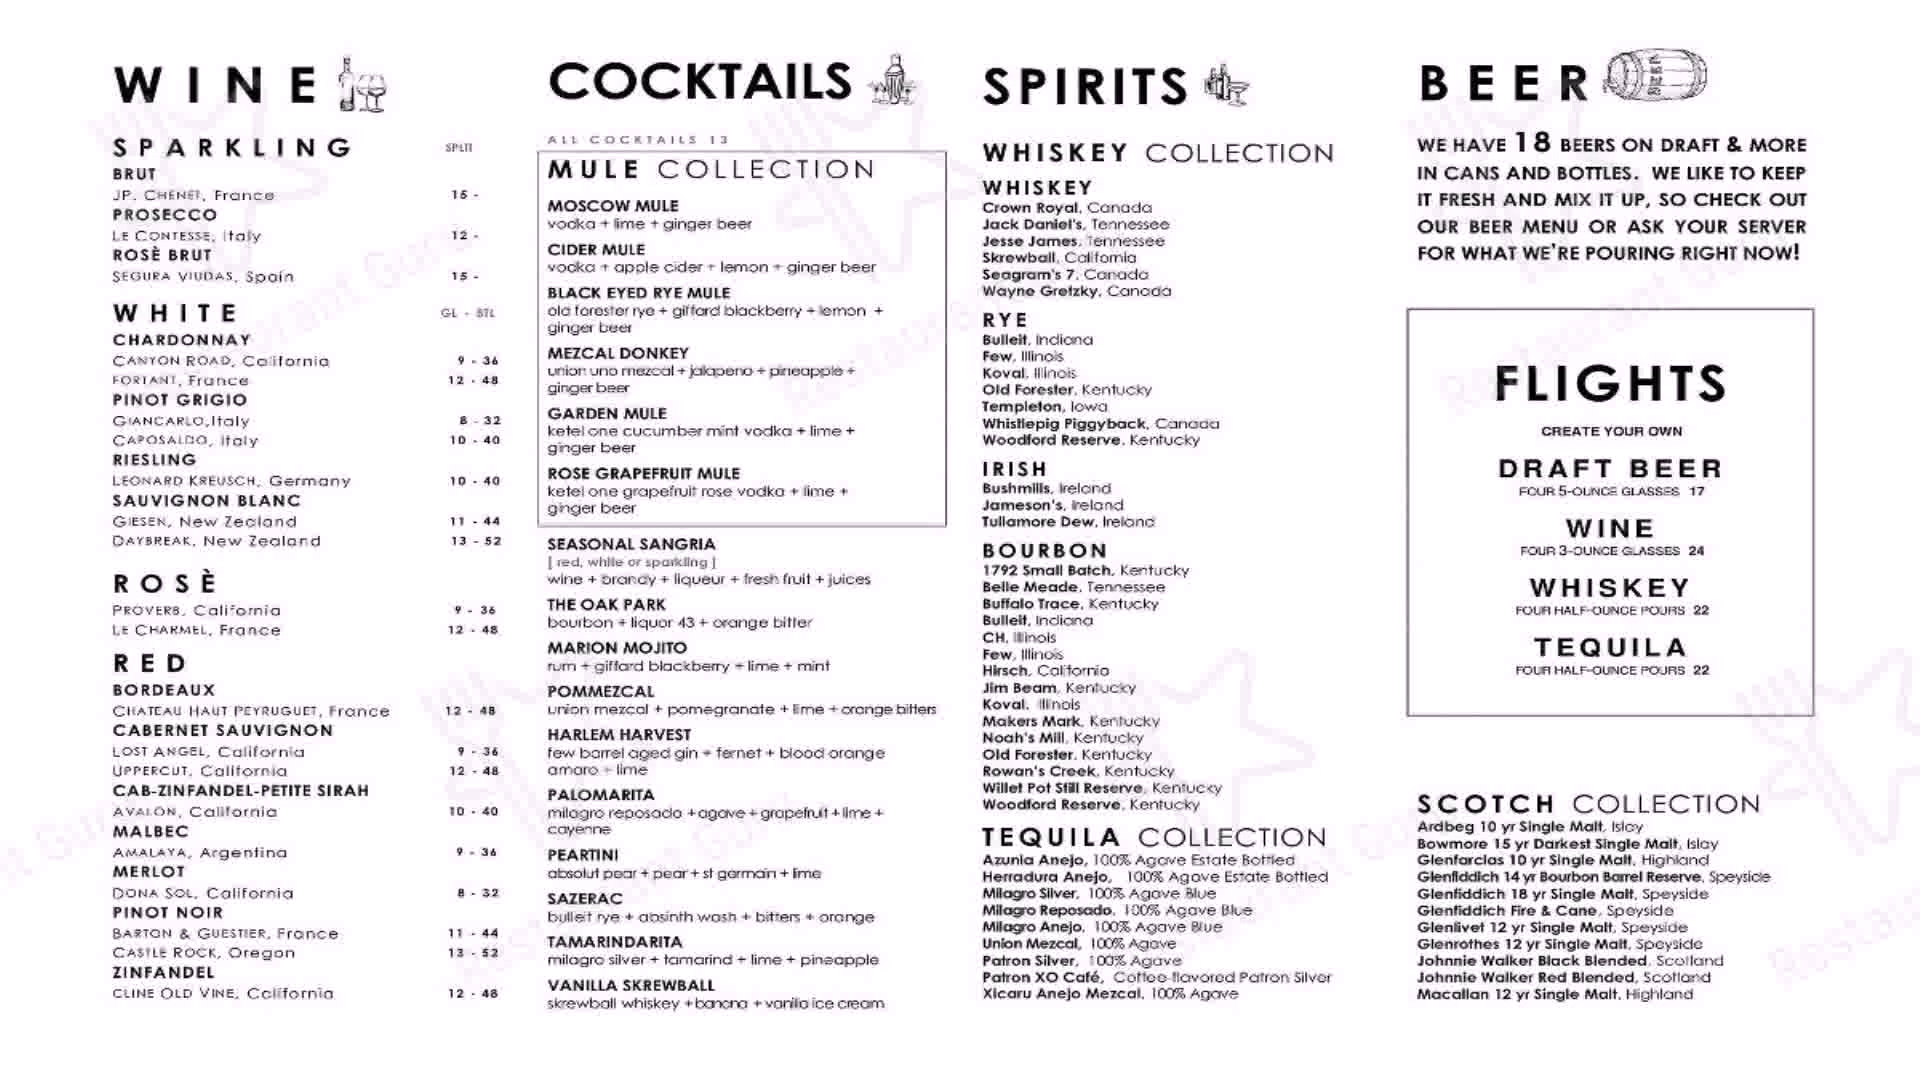 WINE
SPARKLING SPLIT
BRUT
JP. CHENET, France 15 -
PROSECCO
LE CONTESSE, Italy 12 -
ROSÈ BRUT
SEGURA VIUDAS, Spain 15 -
WHITE GL - BTL
CHARDONNAY
CANYON ROAD, California 9 - 36
FORTANT, France 12 - 48
PINOT GRIGIO
GIANCARLO,Italy 8 - 32
CAPOSALDO, Italy 10 - 40
RIESLING
LEONARD KREUSCH, Germany 10 - 40
SAUVIGNON BLANC
GIESEN, New Zealand 11 - 44
DAYBREAK, New Zealand 13 - 52
ROSÈ
PROVERB, California 9 - 36
LE CHARMEL, France 12 - 48
RED
BORDEAUX
CHATEAU HAUT PEYRUGUET, France 12 - 48
CABERNET SAUVIGNON
LOST ANGEL, California 9 - 36
UPPERCUT, California 12 - 48
CAB-ZINFANDEL-PETITE SIRAH
AVALON, California 10 - 40
MALBEC
AMALAYA, Argentina 9 - 36
MERLOT
DONA SOL, California 8 - 32
PINOT NOIR
BARTON & GUESTIER, France 11 - 44
CASTLE ROCK, Oregon 13 - 52
ZINFANDEL
CLINE OLD VINE, California 12 - 48
COCKTAILS
ALL COCKTAILS 13
MULE COLLECTION
MOSCOW MULE
vodka + lime + ginger beer
CIDER MULE
vodka + apple cider + lemon + ginger beer
BLACK EYED RYE MULE
old forester rye + giffard blackberry + lemon +
ginger beer
MEZCAL DONKEY
union uno mezcal + jalapeno + pineapple +
ginger beer
GARDEN MULE
ketel one cucumber mint vodka + lime +
ginger beer
ROSE GRAPEFRUIT MULE
ketel one grapefruit rose vodka + lime +
ginger beer
SEASONAL SANGRIA
[ red, white or sparkling ]
wine + brandy + liqueur + fresh fruit + juices
THE OAK PARK
bourbon + liquor 43 + orange bitter
MARION MOJITO
rum + giffard blackberry + lime + mint
POMMEZCAL
union mezcal + pomegranate + lime + orange bitters
HARLEM HARVEST
few barrel aged gin + fernet + blood orange
amaro + lime
PALOMARITA
milagro reposado +agave + grapefruit + lime +
cayenne
PEARTINI
absolut pear + pear + st germain + lime
SAZERAC
bulleit rye + absinth wash + bitters + orange
TAMARINDARITA
milagro silver + tamarind + lime + pineapple
VANILLA SKREWBALL
skrewball whiskey +banana + vanilla ice cream
SPIRITS
WHISKEY COLLECTION
WHISKEY
Crown Royal, Canada
Jack Daniel's, Tennessee
Jesse James, Tennessee
Skrewball, California
Seagram's 7, Canada
Wayne Gretzky, Canada
RYE
Bulleit, Indiana
Few, Illinois
Koval, Illinois
Old Forester, Kentucky
Templeton, Iowa
Whistlepig Piggyback, Canada
Woodford Reserve, Kentucky
IRISH
Bushmills, Ireland
Jameson's, Ireland
Tullamore Dew, Ireland
BOURBON
1792 Small Batch, Kentucky
Belle Meade, Tennessee
Buffalo Trace, Kentucky
Bulleit, Indiana
CH, Illinois
Few, Illinois
Hirsch, California
Jim Beam, Kentucky
Koval, Illinois
Makers Mark, Kentucky
Noah's Mill, Kentucky
Old Forester, Kentucky
Rowan's Creek, Kentucky
Willet Pot Still Reserve, Kentucky
Woodford Reserve, Kentucky
TEQUILA COLLECTION
Azunia Anejo, 100% Agave Estate Bottled
Herradura Anejo, 100% Agave Estate Bottled
Milagro Silver, 100% Agave Blue
Milagro Reposado, 100% Agave Blue
Milagro Anejo, 100% Agave Blue
Union Mezcal, 100% Agave
Patron Silver, 100% Agave
Patron XO Café, Coffee-flavored Patron Silver
Xicaru Anejo Mezcal, 100% Agave
BEER
WE HAVE 18 BEERS ON DRAFT & MORE
IN CANS AND BOTTLES. WE LIKE TO KEEP
IT FRESH AND MIX IT UP, SO CHECK OUT
OUR BEER MENU OR ASK YOUR SERVER
FOR WHAT WE'RE POURING RIGHT NOW!
FLIGHTS
CREATE YOUR OWN
DRAFT BEER
FOUR 5-OUNCE GLASSES 17
WINE
FOUR 3-OUNCE GLASSES 24
WHISKEY
FOUR HALF-OUNCE POURS 22
TEQUILA
FOUR HALF-OUNCE POURS 22
SCOTCH COLLECTION
Ardbeg 10 yr Single Malt, Islay
Bowmore 15 yr Darkest Single Malt, Islay
Glenfarclas 10 yr Single Malt, Highland
Glenfiddich 14 yr Bourbon Barrel Reserve, Speyside
Glenfiddich 18 yr Single Malt, Speyside
Glenfiddich Fire & Cane, Speyside
Glenlivet 12 yr Single Malt, Speyside
Glenrothes 12 yr Single Malt, Speyside
Johnnie Walker Black Blended, Scotland
Johnnie Walker Red Blended, Scotland
Macallan 12 yr Single Malt, Highland